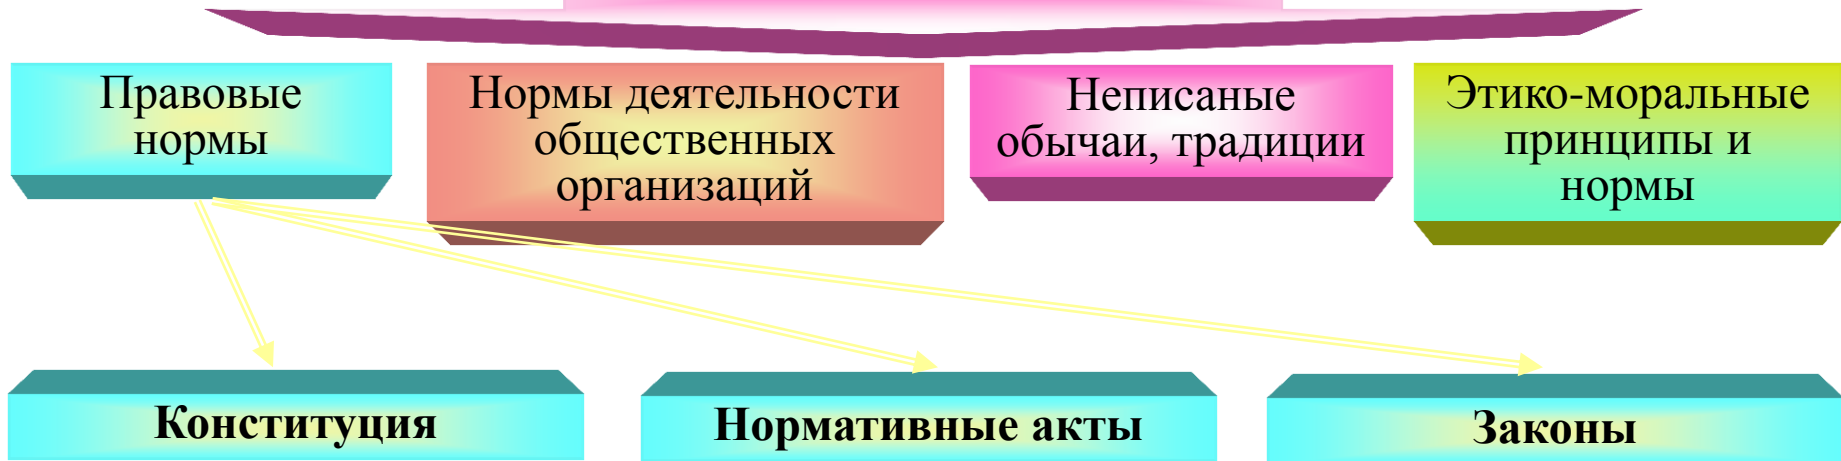 Правовые
нормы
Нормы деятельности
общественных
организаций
Неписаные
обычаи, традиции
Этико-моральные
принципы и
нормы
Конституция
Нормативные акты
Законы